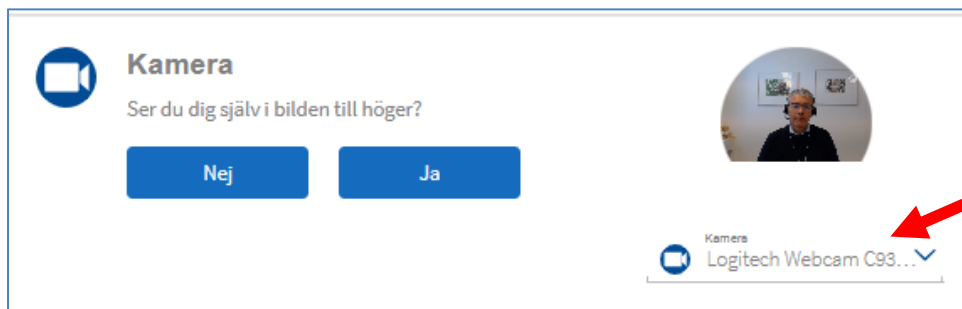 Kamera
Ser du dig själv i bilden till höger?
Nej
Ja
Kamera
Logitech Webcam C93...